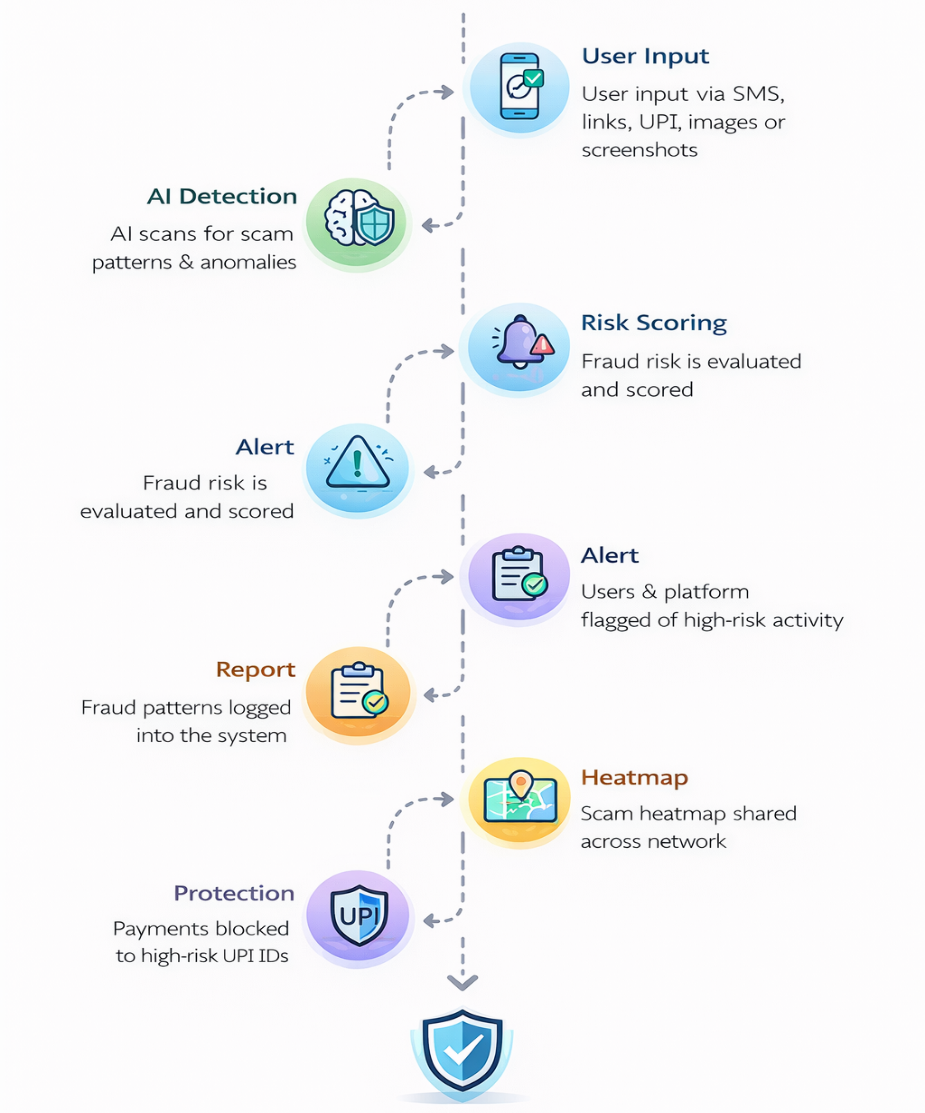 User Input
User input via SMS,
links, UPI, images or
screenshots
AI Detection
AI scans for scam
patterns & anomalies
Risk Scoring
Fraud risk is evaluated
and scored
Alert
Fraud risk is
evaluated and scored
Alert
Users & platform
flagged of high-risk activity
Report
Fraud patterns logged
into the system
Heatmap
Scam heatmap shared
across network
Protection
Payments blocked
to high-risk UPI IDs
UPI